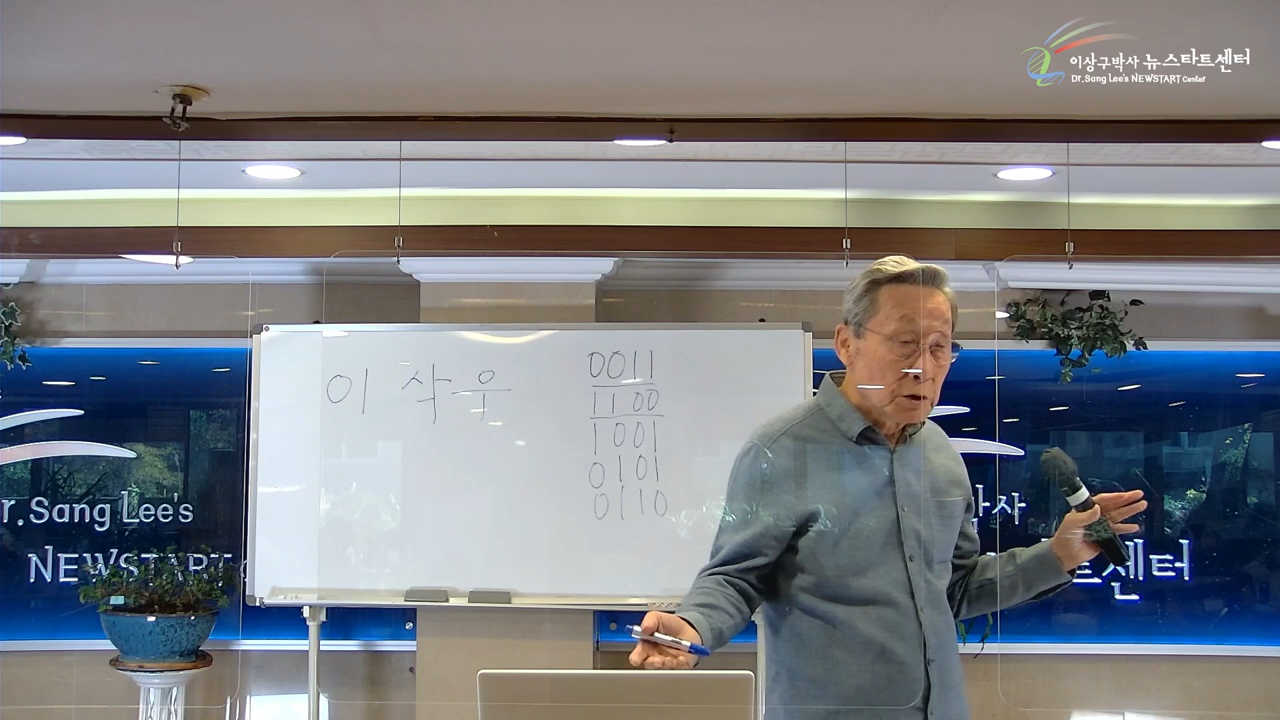 이상구박사 뉴스타트센터
Dr. Sang Lee's NEWSTART Center
이 삭우
0011
1100
1001
0101
0110
r. Sang Lee's
NEWSTART
박사
트센터